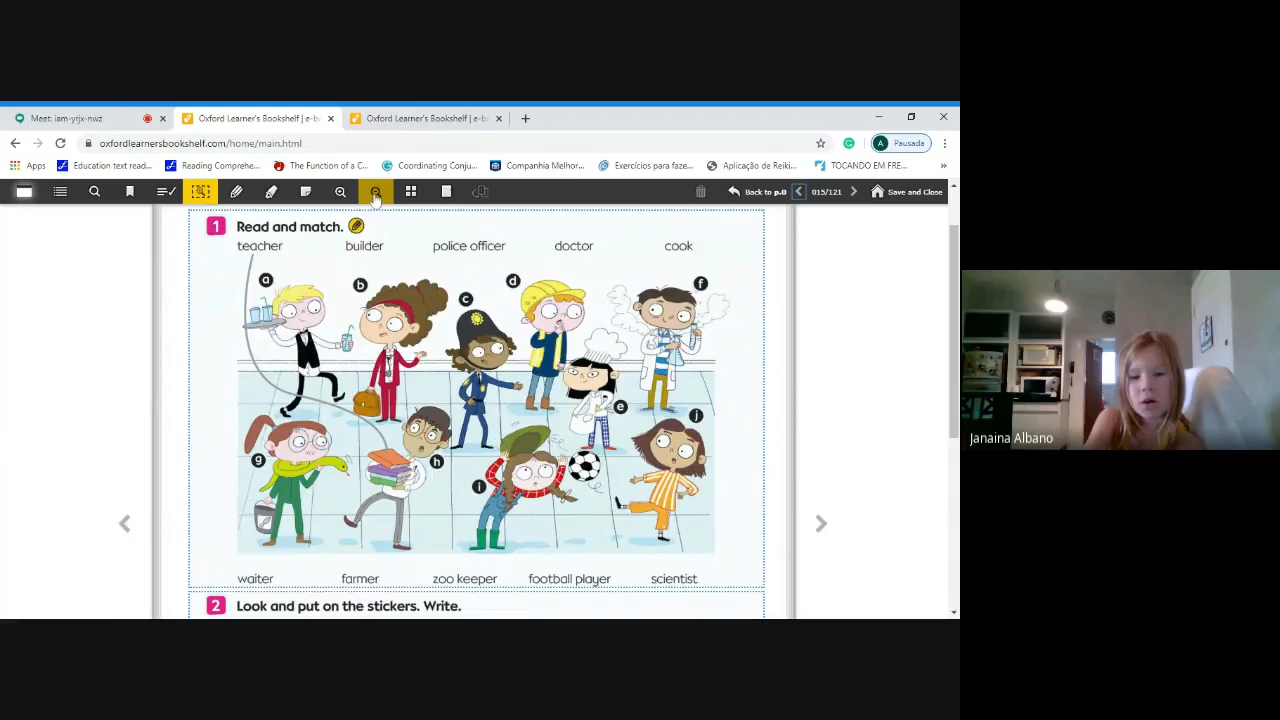 Meet: iam-yrjx-nwz
Oxford Learner's Bookshelf | e-b
Oxford Learner's Bookshelf | e-b
oxfordlearnersbookshelf.com/home/main.html
A Pausada
Apps
Education text read...
Reading Comprehe...
The Function of a C...
Coordinating Conju...
Companhia Melhor...
Exercícios para faze...
Aplicação de Reiki...
TOCANDO EM FRE...
Back to p.0
015/121
Save and Close
1 Read and match.
teacher builder police officer doctor cook
a
b
c
d
f
e
j
g
h
i
waiter farmer zoo keeper football player scientist
2 Look and put on the stickers. Write.
Janaina Albano